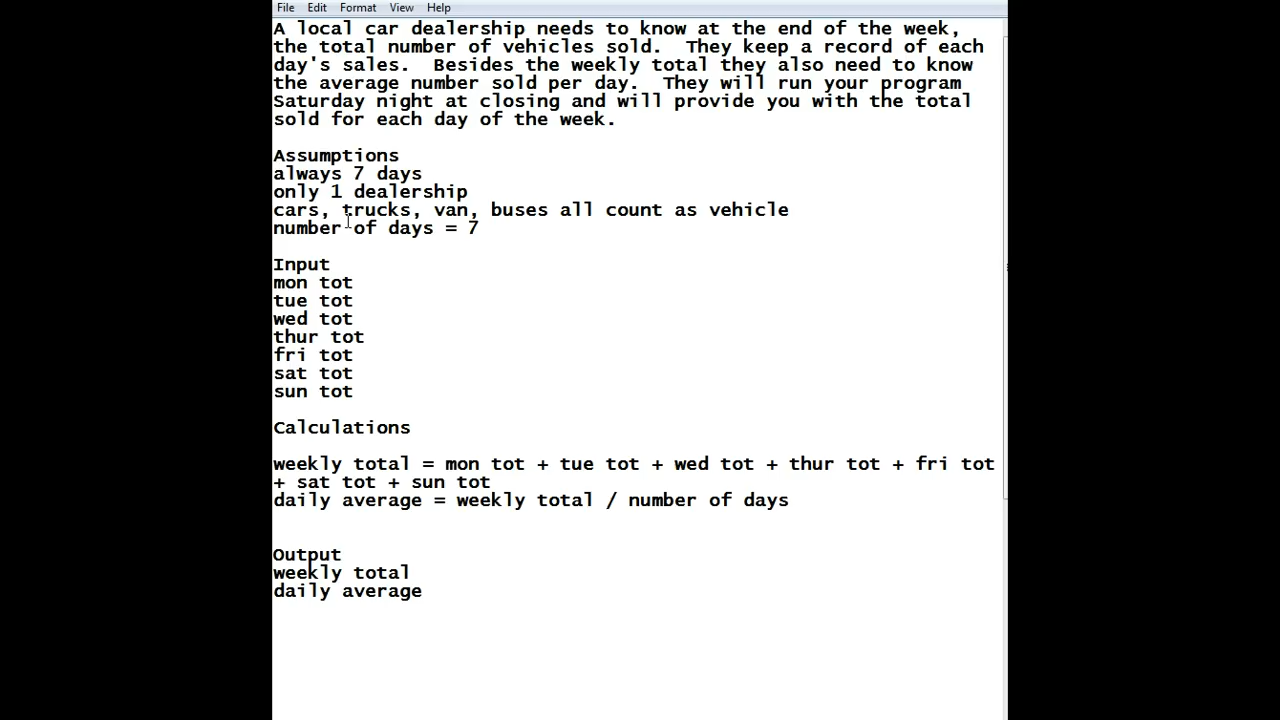 File Edit Format View Help
A local car dealership needs to know at the end of the week,
the total number of vehicles sold.  They keep a record of each
day's sales.  Besides the weekly total they also need to know
the average number sold per day.  They will run your program
Saturday night at closing and will provide you with the total
sold for each day of the week.
Assumptions
always 7 days
only 1 dealership
cars, trucks, van, buses all count as vehicle
number of days = 7
Input
mon tot
tue tot
wed tot
thur tot
fri tot
sat tot
sun tot
Calculations
weekly total = mon tot + tue tot + wed tot + thur tot + fri tot
+ sat tot + sun tot
daily average = weekly total / number of days
Output
weekly total
daily average